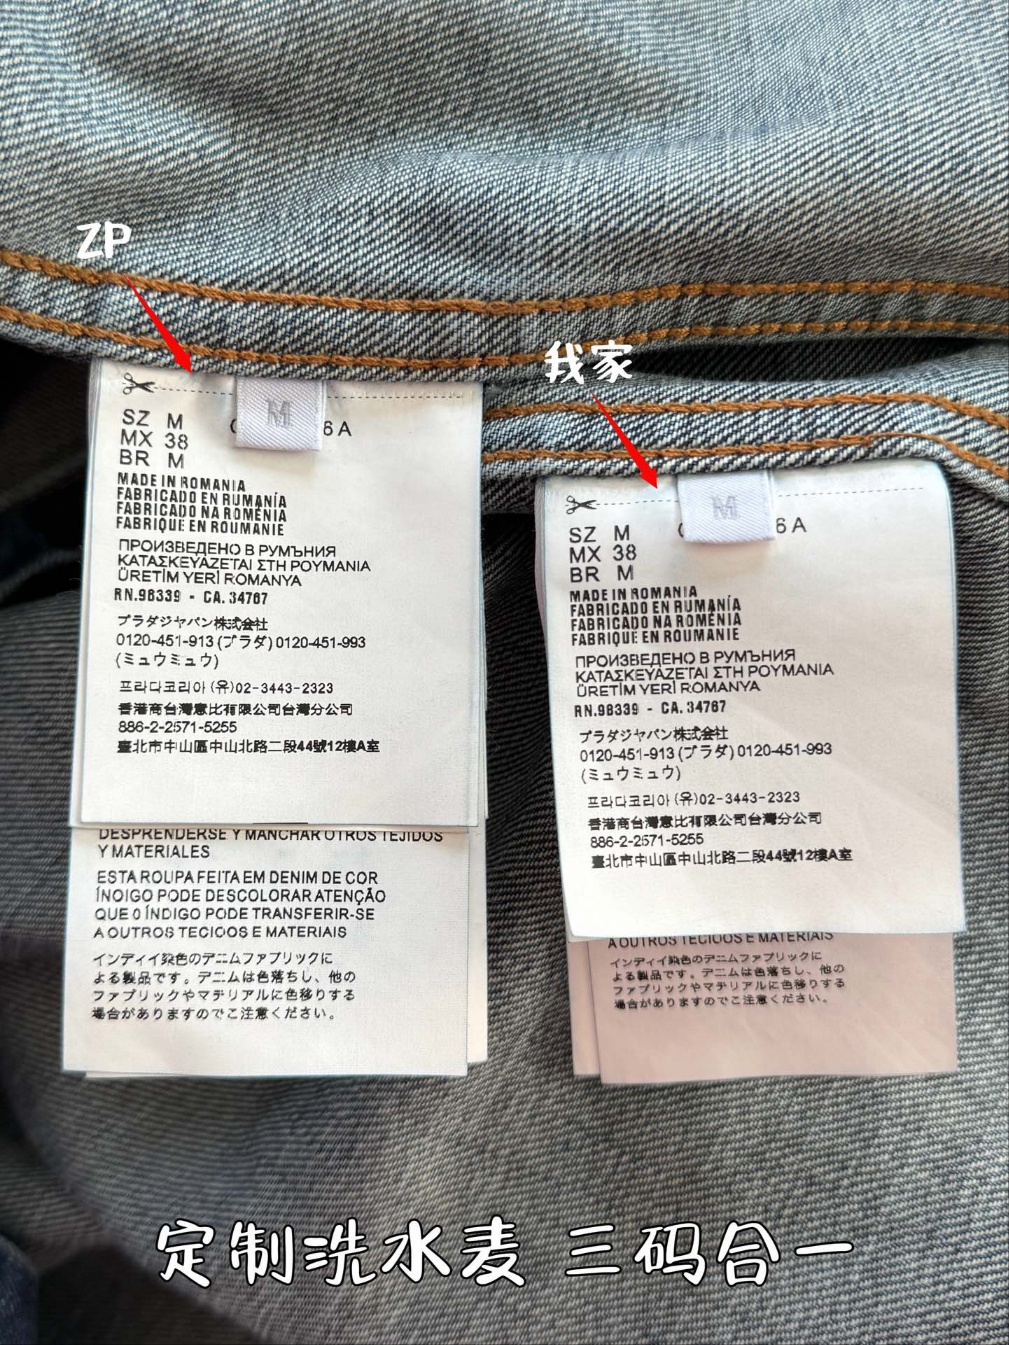 ZP
SZ M
MX 38
BR M
M
6A
MADE IN ROMANIA
FABRICADO EN RUMANÍA
FABRICADO NA ROMÉNIA
FABRIQUE EN ROUMANIE
ПРОИЗВЕДЕНО В РУМЪНИЯ
ΚΑΤΑΣΚΕΥΑΖΕΤΑΙ ΣΤΗ ΡΟΥΜΑΝΙΑ
ÜRETİM YERİ ROMANYA
RN.98339 - CA. 34767
プラダジャパン株式会社
0120-451-913 (プラダ) 0120-451-993
(ミュウミュウ)
프라다코리아 (유)02-3443-2323
香港商台灣意比有限公司台灣分公司
886-2-2571-5255
臺北市中山區中山北路二段44號12樓A室
DESPRENDERSE Y MANCHAR OTROS TEJIDOS
Y MATERIALES
ESTA ROUPA FEITA EM DENIM DE COR
ÍNOIGO PODE DESCOLORAR ATENÇÃO
QUE 0 ÍNDIGO PODE TRANSFERIR-SE
A OUTROS TECIOOS E MATERIAIS
インディイ染色のデニムファブリックに
よる製品です。デニムは色落ちし、他の
ファブリックやマチリアルに色移りする
場合がありますのでご注意ください。
我家
SZ M
MX 38
BR M
M
6A
MADE IN ROMANIA
FABRICADO EN RUMANÍA
FABRICADO NA ROMÉNIA
FABRIQUE EN ROUMANIE
ПРОИЗВЕДЕНО В РУМЪНИЯ
ΚΑΤΑΣΚΕΥΑΖΕΤΑΙ ΣΤΗ ΡΟΥΜΑΝΙΑ
ÜRETİM YERİ ROMANYA
RN.98339 - CA. 34767
プラダジャパン株式会社
0120-451-913 (プラダ) 0120-451-993
(ミュウミュウ)
프라다코리아 (유)02-3443-2323
香港商台灣意比有限公司台灣分公司
886-2-2571-5255
臺北市中山區中山北路二段44號12樓A室
A OUTROS TECIOOS E MATERIAIS
インディイ染色のデニムファブリックに
よる製品です。デニムは色落ちし、他の
ファブリックやマチリアルに色移りする
場合がありますのでご注意ください。
定制洗水麦 三码合一